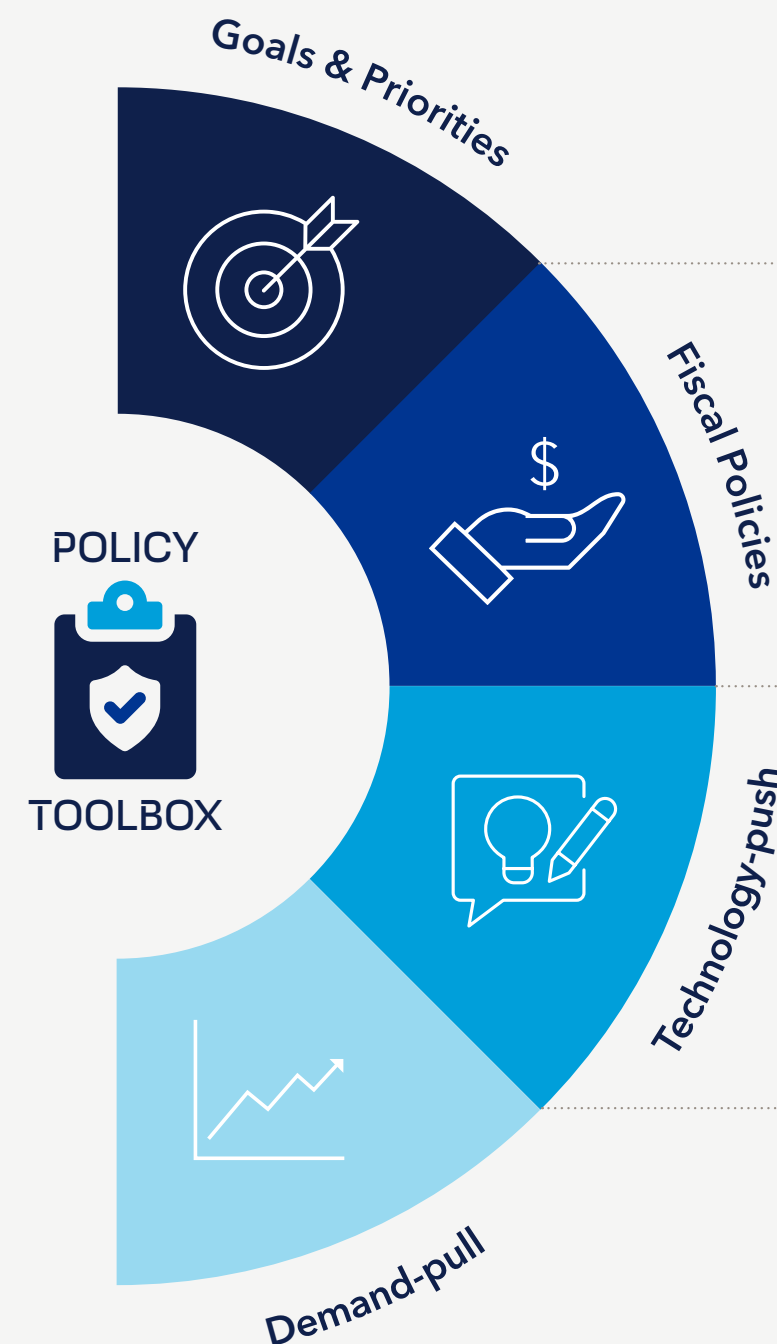 Goals & Priorities
Fiscal Policies
$
POLICY
TOOLBOX
Technology-push
Demand-pull